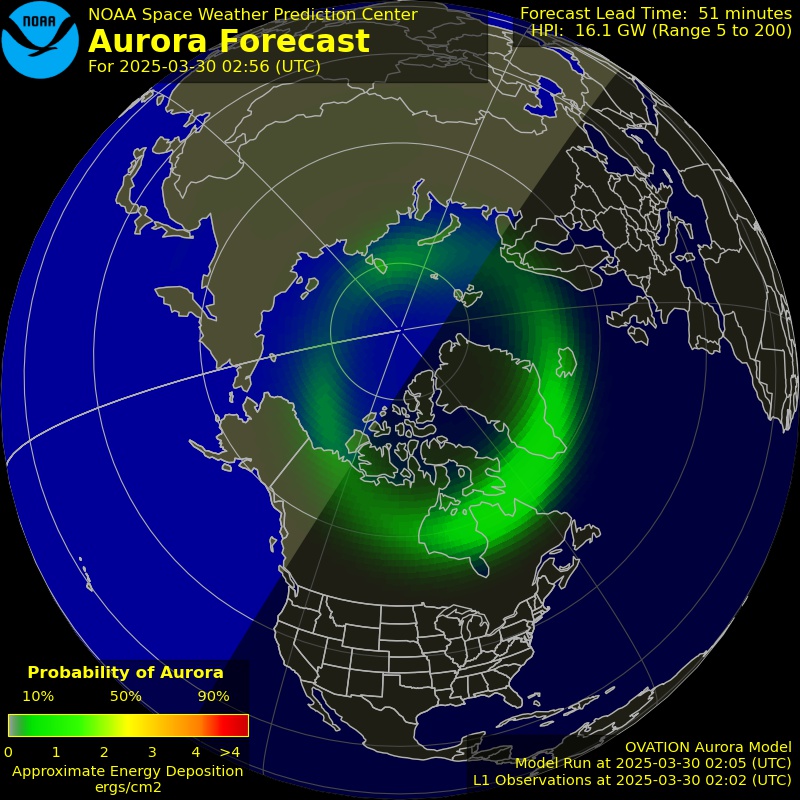 NOAA
NOAA Space Weather Prediction Center
Aurora Forecast
For 2025-03-30 02:56 (UTC)
Forecast Lead Time: 51 minutes
HPI: 16.1 GW (Range 5 to 200)
Probability of Aurora
10% 50% 90%
0 1 2 3 4 >4
Approximate Energy Deposition
ergs/cm2
OVATION Aurora Model
Model Run at 2025-03-30 02:05 (UTC)
L1 Observations at 2025-03-30 02:02 (UTC)